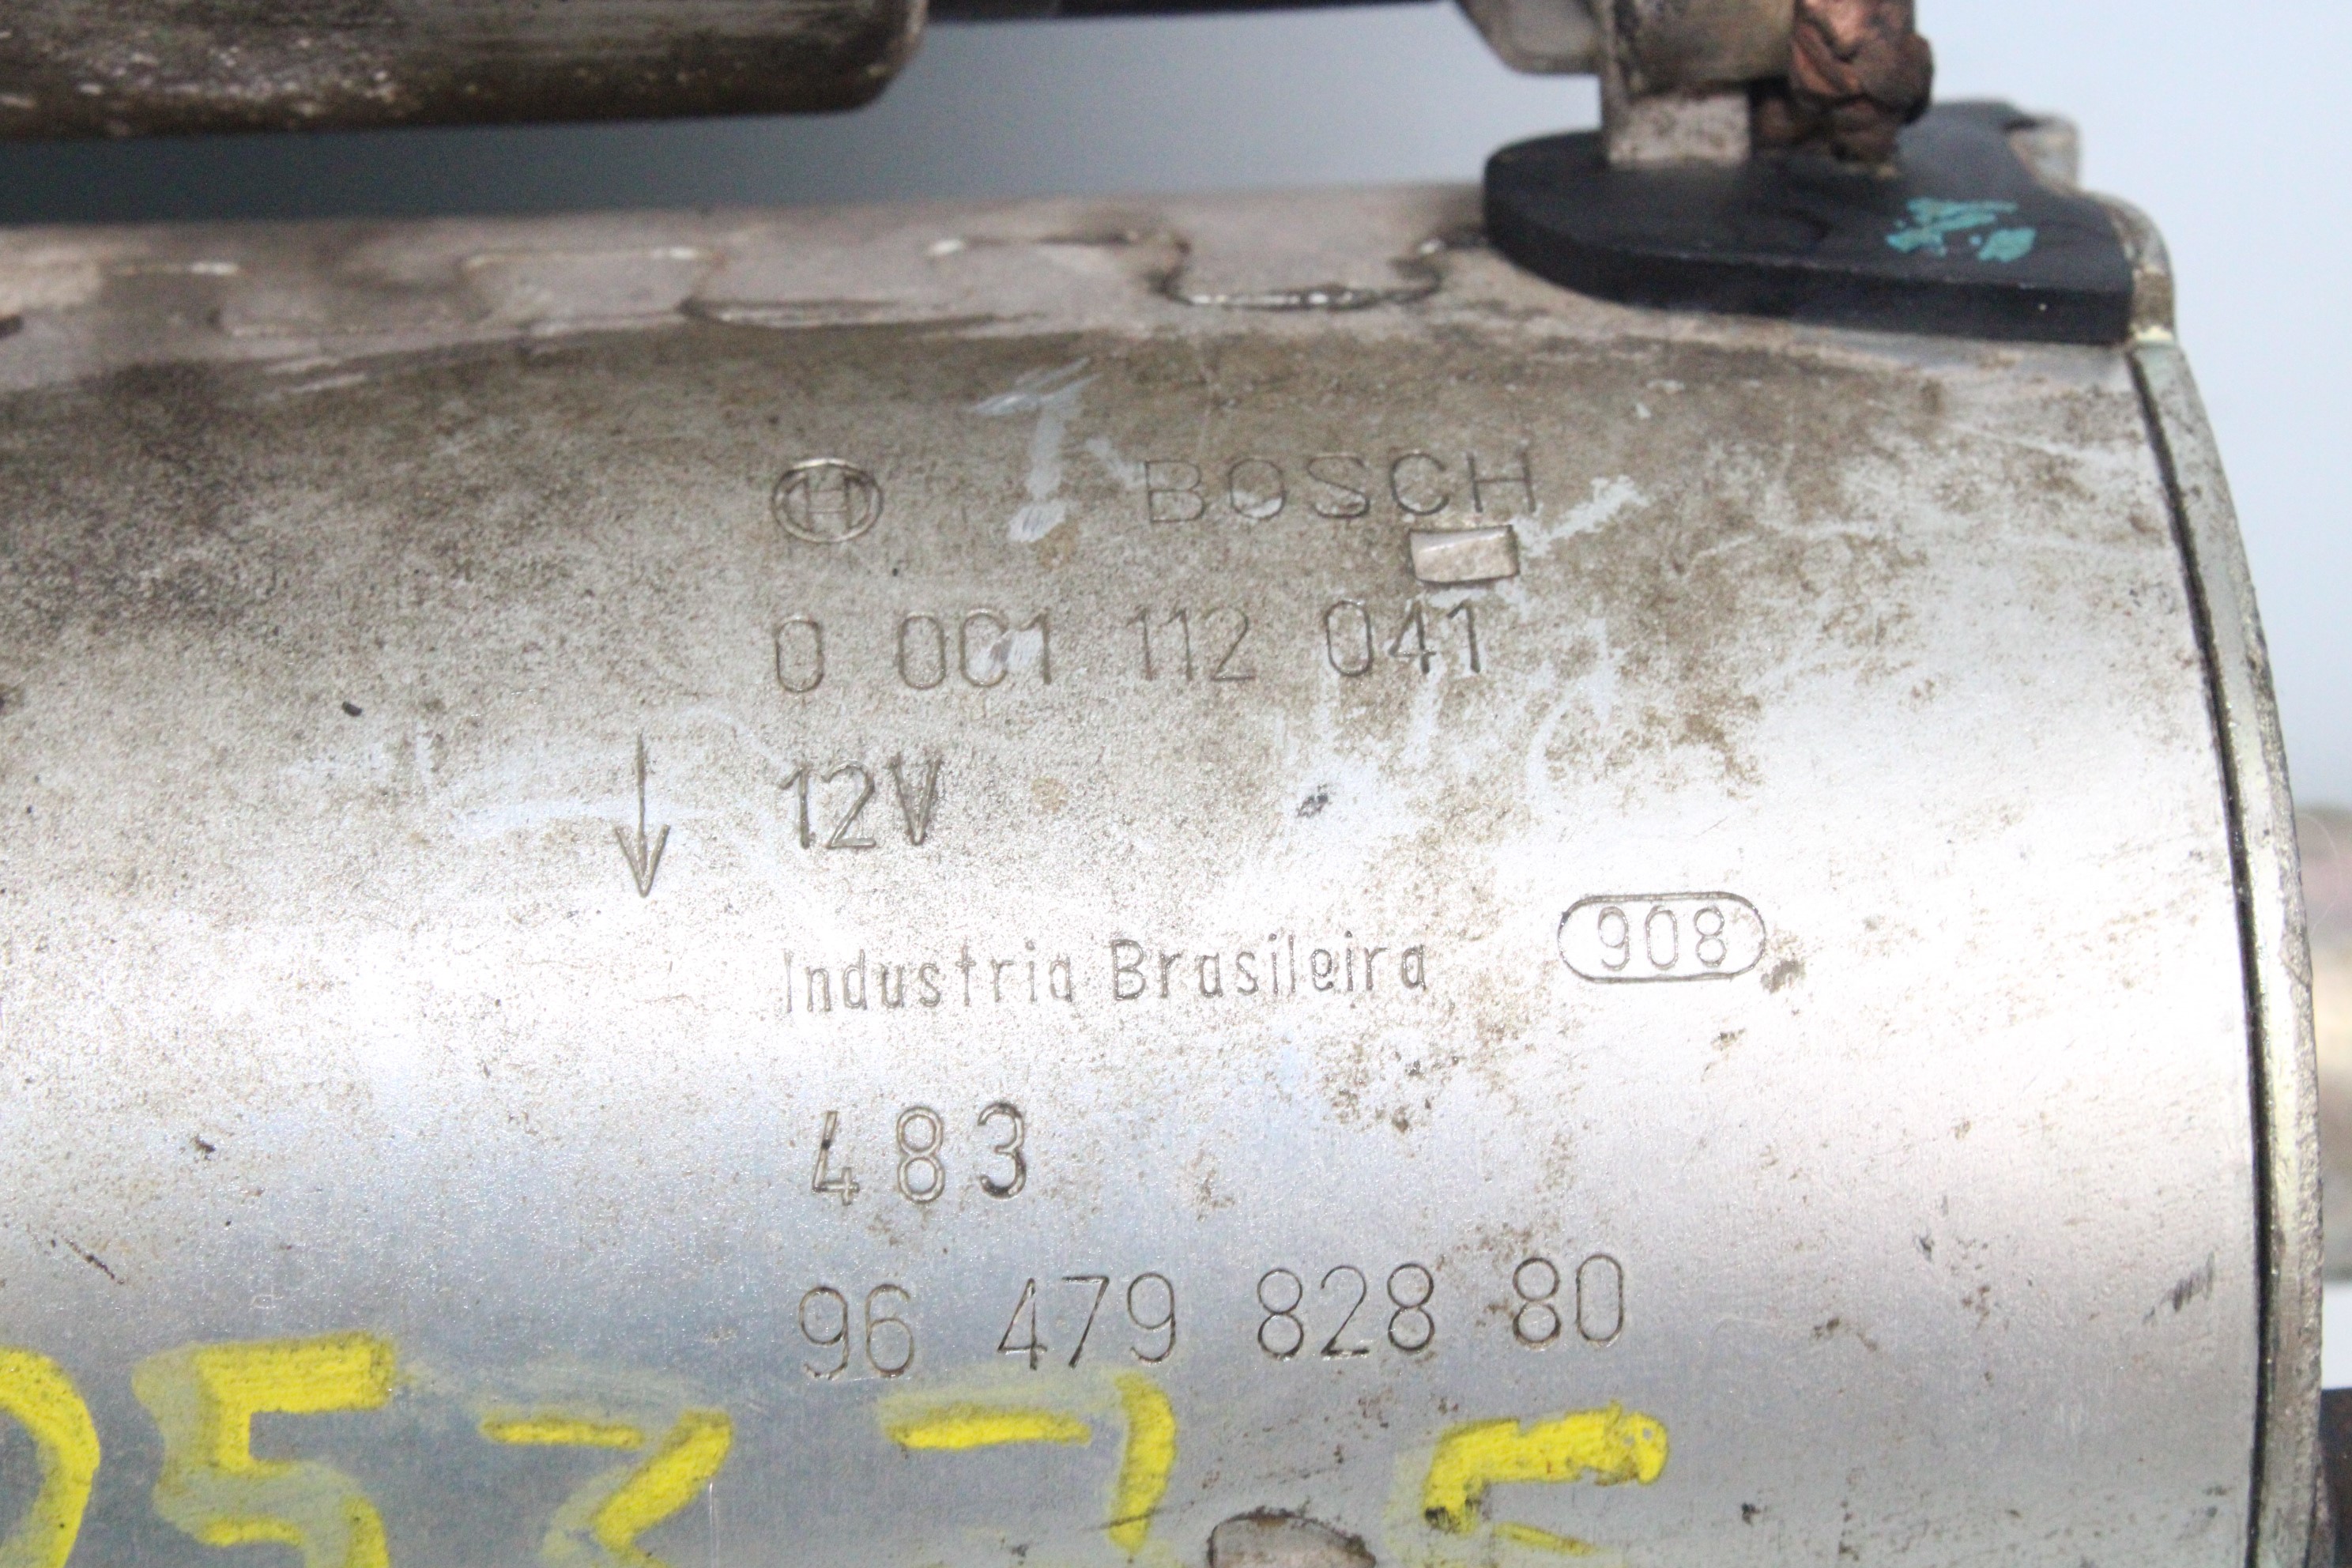 H BOSCH
0 001 112 041
12V
Industria Brasileira 908
483
96 479 828 80